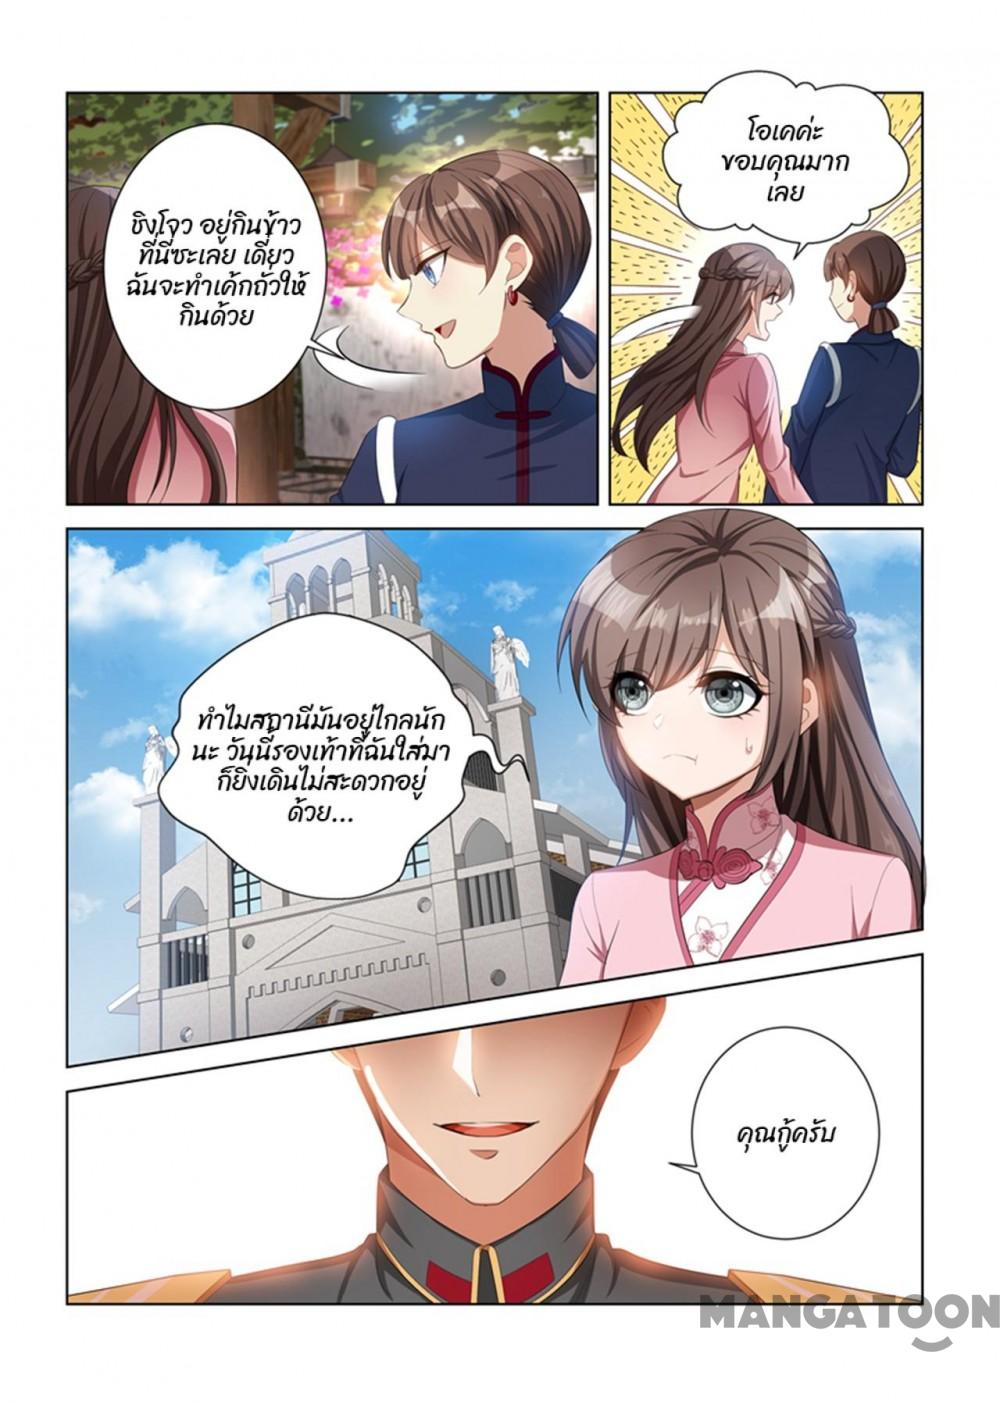 ชิงโจว อยู่กินข้าว
ที่นี่ซะเลย เดี๋ยว
ฉันจะทำเค้กถั่วให้
กินด้วย
โอเคค่ะ
ขอบคุณมาก
เลย
ทำไมสถานีมันอยู่ไกลนัก
นะ วันนี้รองเท้าที่ฉันใส่มา
ก็ยิ่งเดินไม่สะดวกอยู่
ด้วย...
คุณกู้ครับ
MANGATOON